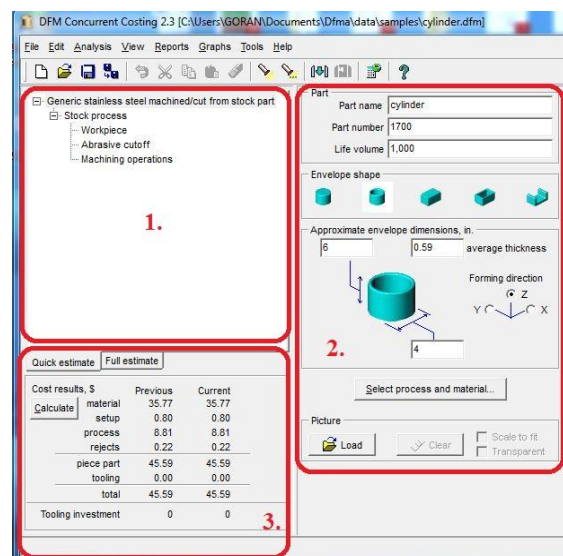 DFM Concurrent Costing 2.3 [C:\Users\GORAN\Documents\Dfma\data\samples\cylinder.dfm]
File Edit Analysis View Reports Graphs Tools Help
Generic stainless steel machined/cut from stock part
Stock process
Workpiece
Abrasive cutoff
Machining operations
1.
Part
Part name cylinder
Part number 1700
Life volume 1,000
Envelope shape
Approximate envelope dimensions, in.
6 0.59 average thickness
Forming direction
Z
Y X
4
2.
Select process and material...
Picture
Load Clear Scale to fit
Transparent
Quick estimate Full estimate
Cost results, $ Previous Current
Calculate material 35.77 35.77
setup 0.80 0.80
process 8.81 8.81
rejects 0.22 0.22
piece part 45.59 45.59
tooling 0.00 0.00
total 45.59 45.59
Tooling investment 0 0
3.